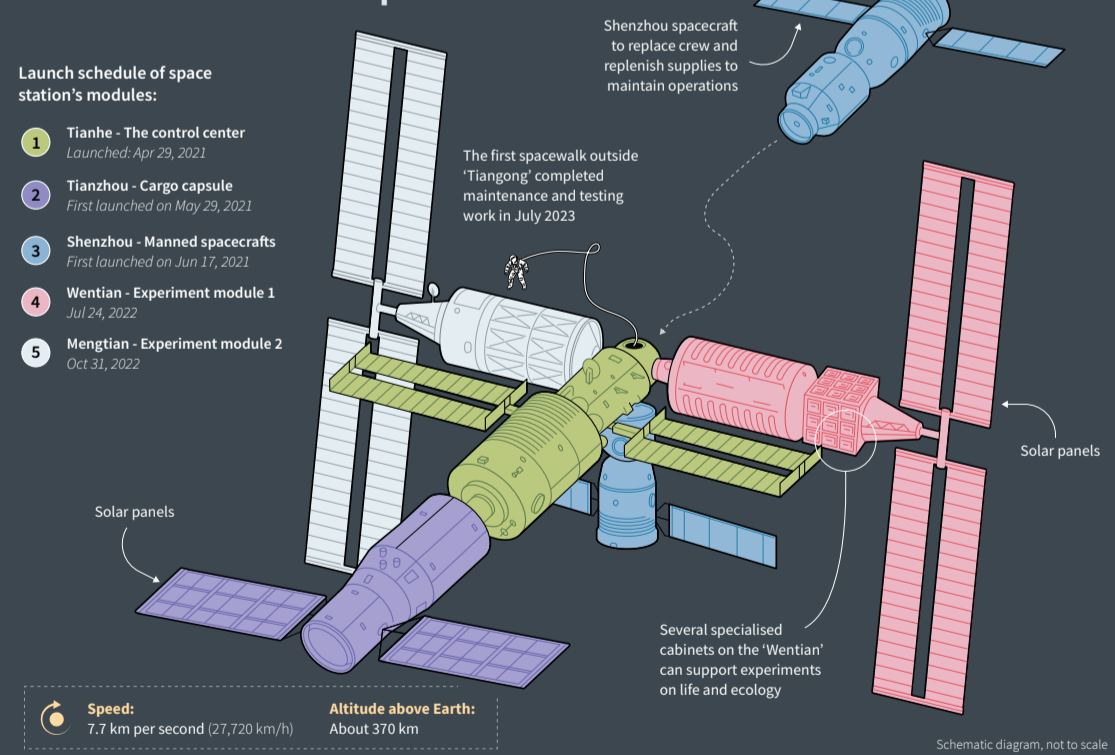 Launch schedule of space
station's modules:
1
Tianhe - The control center
Launched: Apr 29, 2021
2
Tianzhou - Cargo capsule
First launched on May 29, 2021
3
Shenzhou - Manned spacecrafts
First launched on Jun 17, 2021
4
Wentian - Experiment module 1
Jul 24, 2022
5
Mengtian - Experiment module 2
Oct 31, 2022
Shenzhou spacecraft
to replace crew and
replenish supplies to
maintain operations
The first spacewalk outside
‘Tiangong’ completed
maintenance and testing
work in July 2023
Solar panels
Solar panels
Several specialised
cabinets on the ‘Wentian’
can support experiments
on life and ecology
Speed:
7.7 km per second (27,720 km/h)
Altitude above Earth:
About 370 km
Schematic diagram, not to scale